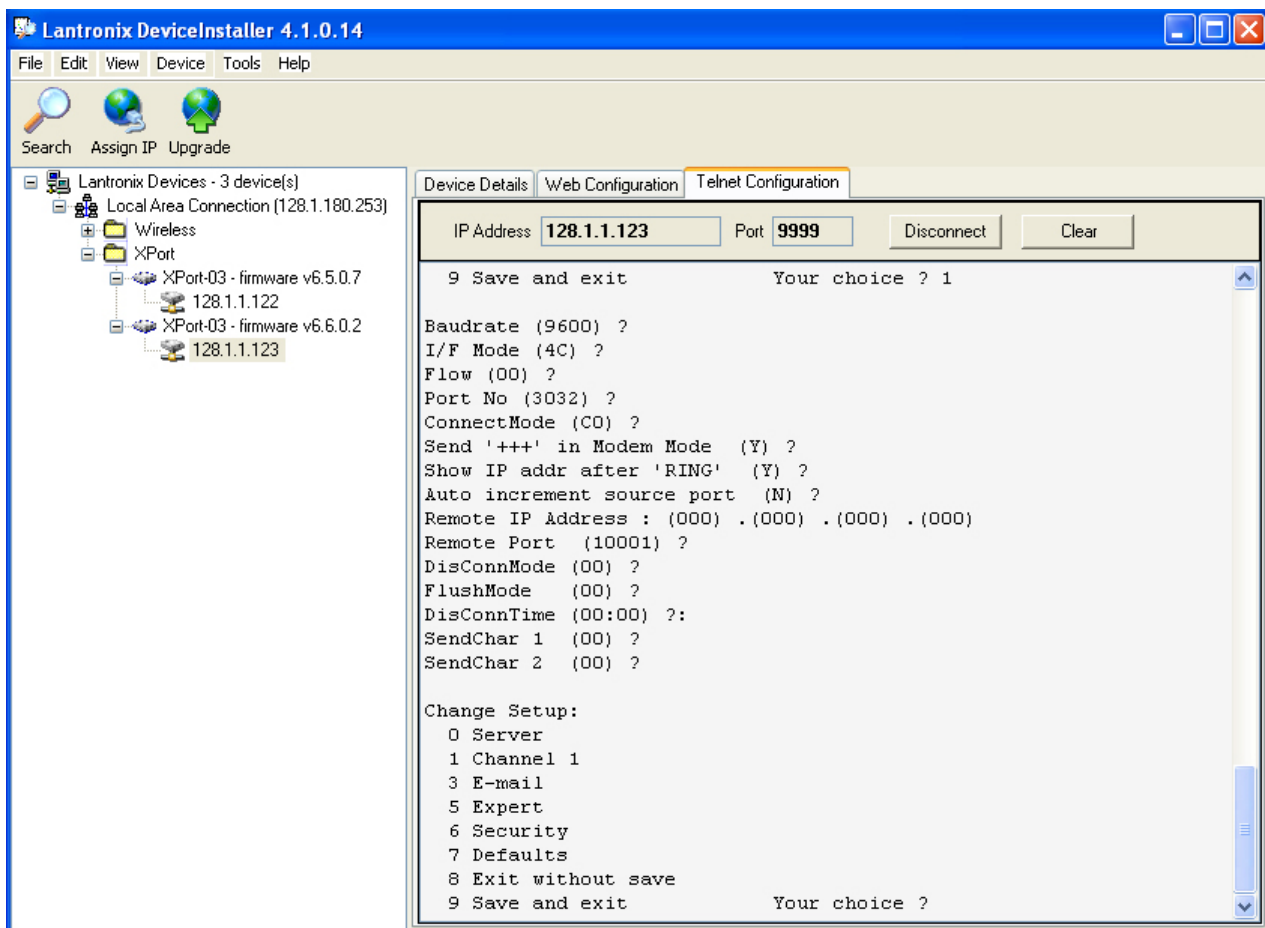 Lantronix DeviceInstaller 4.1.0.14
File Edit View Device Tools Help
Search Assign IP Upgrade
Lantronix Devices - 3 device(s)
Local Area Connection (128.1.180.253)
Wireless
XPort
XPort-03 - firmware v6.5.0.7
128.1.1.122
XPort-03 - firmware v6.6.0.2
128.1.1.123
Device Details Web Configuration Telnet Configuration
IP Address 128.1.1.123 Port 9999 Disconnect Clear
9 Save and exit Your choice ? 1
Baudrate (9600) ?
I/F Mode (4C) ?
Flow (00) ?
Port No (3032) ?
ConnectMode (C0) ?
Send '+++' in Modem Mode (Y) ?
Show IP addr after 'RING' (Y) ?
Auto increment source port (N) ?
Remote IP Address : (000) .(000) .(000) .(000)
Remote Port (10001) ?
DisConnMode (00) ?
FlushMode (00) ?
DisConnTime (00:00) ?:
SendChar 1 (00) ?
SendChar 2 (00) ?
Change Setup:
0 Server
1 Channel 1
3 E-mail
5 Expert
6 Security
7 Defaults
8 Exit without save
9 Save and exit Your choice ?